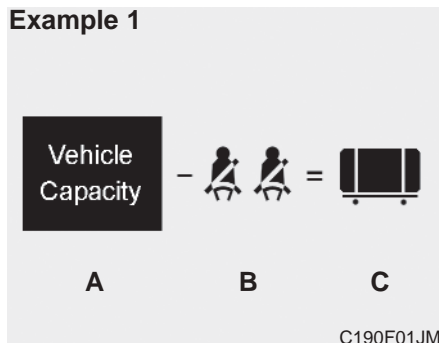 Example 1
Vehicle
Capacity
- =
A B C
C190F01JM